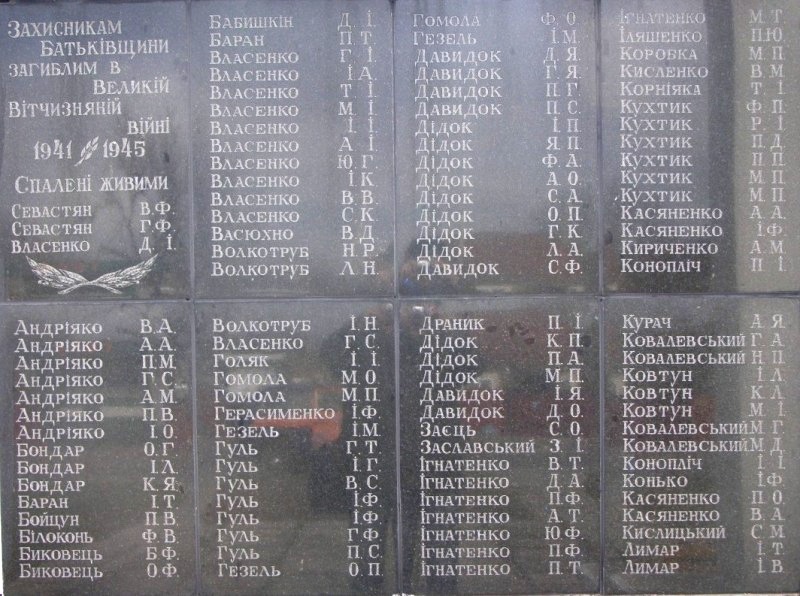 Захисникам
Батьківщини
загиблим в
Великій
Вітчизняній
війні
1941 1945
Спалені живими
Севастян В.Ф.
Севастян Г.Ф.
Власенко Д.І.
Бабишкін Д.І.
Баран П.Т.
Власенко Г.І.
Власенко І.А.
Власенко Т.І.
Власенко М.І.
Власенко І.І.
Власенко А.І.
Власенко Ю.Г.
Власенко І.К.
Власенко В.В.
Власенко С.К.
Васюхно В.Д.
Волкотруб Н.Р.
Волкотруб Л.Н.
Гомола Ф.О.
Гезель І.М.
Давидок Д.Я.
Давидок Г.Я.
Давидок П.Г.
Давидок П.С.
Дідок І.П.
Дідок Я.П.
Дідок Ф.А.
Дідок А.О.
Дідок С.А.
Дідок О.П.
Дідок Г.К.
Дідок Л.А.
Давидок С.Ф.
Ігнатенко М.Т.
Іляшенко П.Ю.
Коробка М.П.
Кисленко В.М.
Корніяка Т.І.
Кухтик Ф.П.
Кухтик Р.І.
Кухтик П.Д.
Кухтик П.П.
Кухтик М.П.
Кухтик М.П.
Касяненко А.А.
Касяненко І.Ф.
Кириченко А.М.
Конопліч П.І.
Андріяко В.А.
Андріяко А.А.
Андріяко П.М.
Андріяко Г.С.
Андріяко А.М.
Андріяко П.В.
Андріяко І.О.
Бондар О.Г.
Бондар І.Л.
Бондар К.Я.
Баран І.Т.
Бойцун П.В.
Білоконь Ф.В.
Биковець Б.Ф.
Биковець О.Ф.
Волкотруб І.Н.
Власенко Г.С.
Голяк І.І.
Гомола М.О.
Гомола М.П.
Герасименко І.Ф.
Гезель І.М.
Гуль Г.Т.
Гуль І.Г.
Гуль В.С.
Гуль І.Ф.
Гуль І.Ф.
Гуль Г.Ф.
Гуль П.С.
Гезель О.П.
Драник П.І.
Дідок К.П.
Дідок П.А.
Дідок М.П.
Давидок І.Я.
Давидок Д.О.
Заєць С.О.
Заславський З.І.
Ігнатенко В.Т.
Ігнатенко Д.А.
Ігнатенко П.Ф.
Ігнатенко А.Т.
Ігнатенко Ю.Ф.
Ігнатенко П.Ф.
Ігнатенко П.Т.
Курач А.Я.
Ковалевський Г.А.
Ковалевський Н.П.
Ковтун І.Л.
Ковтун К.Л.
Ковтун М.І.
Ковалевський М.Г.
Ковалевський М.Д.
Конопліч І.І.
Конько І.Ф.
Касяненко П.О.
Касяненко В.А.
Кислицький С.М.
Лимар І.Т.
Лимар І.В.